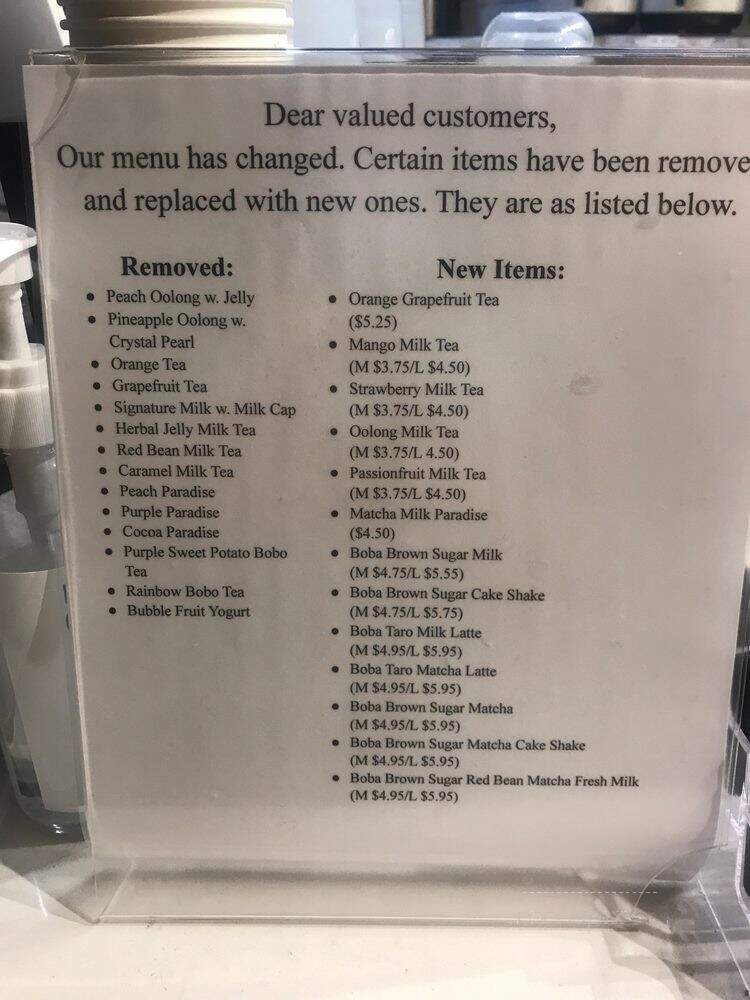 Dear valued customers,
Our menu has changed. Certain items have been remove
and replaced with new ones. They are as listed below.
Removed:
• Peach Oolong w. Jelly
• Pineapple Oolong w.
Crystal Pearl
• Orange Tea
• Grapefruit Tea
• Signature Milk w. Milk Cap
• Herbal Jelly Milk Tea
• Red Bean Milk Tea
• Caramel Milk Tea
• Peach Paradise
• Purple Paradise
• Cocoa Paradise
• Purple Sweet Potato Bobo
Tea
• Rainbow Bobo Tea
• Bubble Fruit Yogurt
New Items:
• Orange Grapefruit Tea
($5.25)
• Mango Milk Tea
(M $3.75/L $4.50)
• Strawberry Milk Tea
(M $3.75/L $4.50)
• Oolong Milk Tea
(M $3.75/L 4.50)
• Passionfruit Milk Tea
(M $3.75/L $4.50)
• Matcha Milk Paradise
($4.50)
• Boba Brown Sugar Milk
(M $4.75/L $5.55)
• Boba Brown Sugar Cake Shake
(M $4.75/L $5.75)
• Boba Taro Milk Latte
(M $4.95/L $5.95)
• Boba Taro Matcha Latte
(M $4.95/L $5.95)
• Boba Brown Sugar Matcha
(M $4.95/L $5.95)
• Boba Brown Sugar Matcha Cake Shake
(M $4.95/L $5.95)
• Boba Brown Sugar Red Bean Matcha Fresh Milk
(M $4.95/L $5.95)